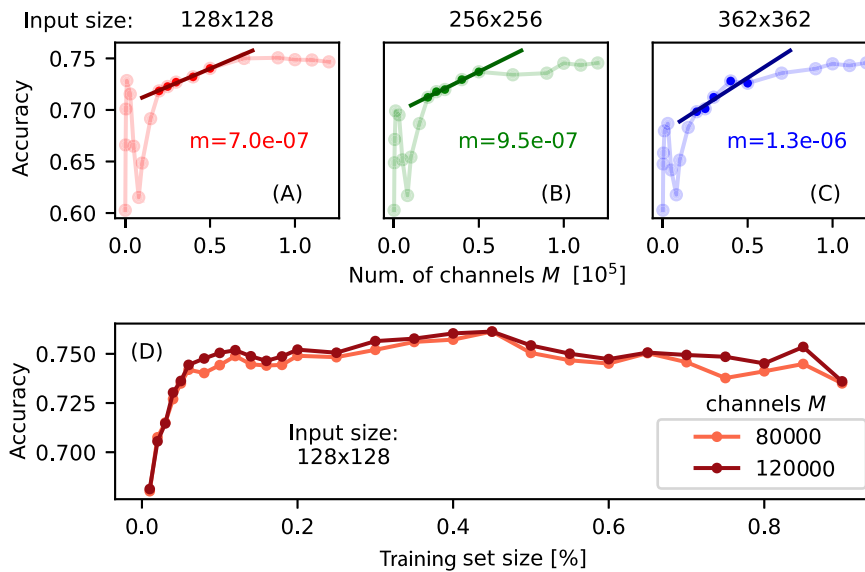 Input size: 128x128 256x256 362x362
Accuracy
0.75
0.70
0.65
0.60
m=7.0e-07
(A)
m=9.5e-07
(B)
m=1.3e-06
(C)
0.0 0.5 1.0 0.0 0.5 1.0 0.0 0.5 1.0
Num. of channels M [10⁵]
Accuracy
0.750
0.725
0.700
(D)
Input size:
128x128
channels M
80000
120000
0.0 0.2 0.4 0.6 0.8
Training set size [%]